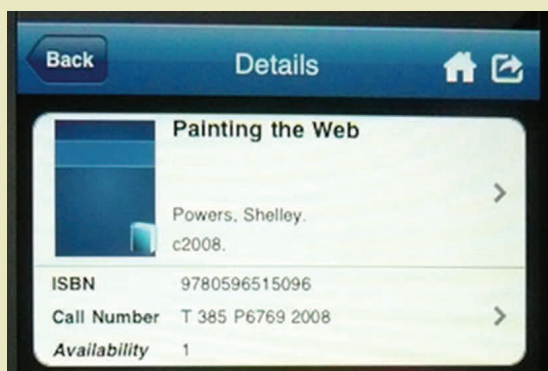 Back
Details
Painting the Web
Powers, Shelley.
c2008.
ISBN 9780596515096
Call Number T 385 P6769 2008
Availability 1